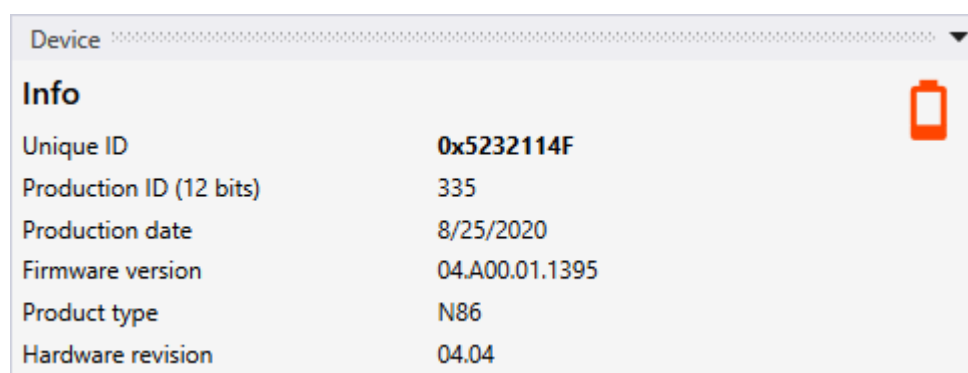 Device
Info
Unique ID 0x5232114F
Production ID (12 bits) 335
Production date 8/25/2020
Firmware version 04.A00.01.1395
Product type N86
Hardware revision 04.04